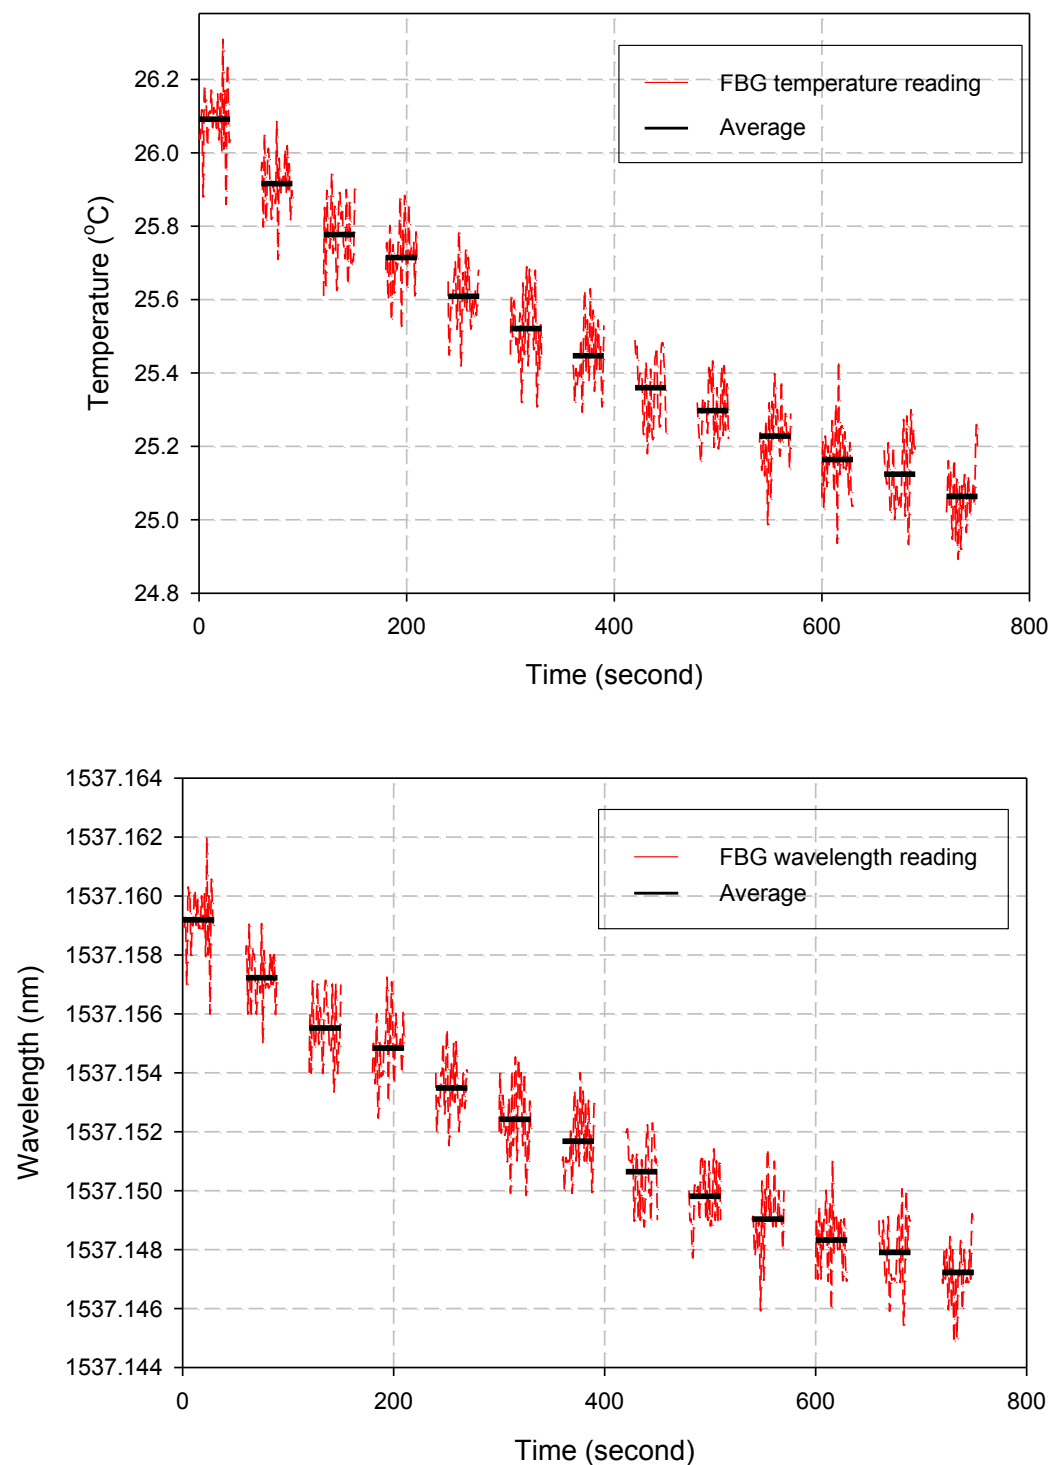 26.2
26.0
25.8
25.6
25.4
25.2
25.0
24.8
Temperature (°C)
FBG temperature reading
Average
0 200 400 600 800
Time (second)
1537.164
1537.162
1537.160
1537.158
1537.156
1537.154
1537.152
1537.150
1537.148
1537.146
1537.144
Wavelength (nm)
FBG wavelength reading
Average
0 200 400 600 800
Time (second)